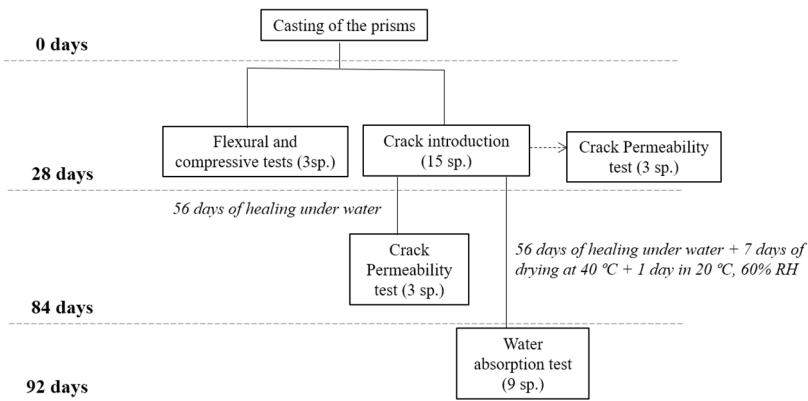 Casting of the prisms
0 days
Flexural and
compressive tests (3sp.)
Crack introduction
(15 sp.)
Crack Permeability
test (3 sp.)
28 days
56 days of healing under water
Crack
Permeability
test (3 sp.)
56 days of healing under water + 7 days of
drying at 40 ºC + 1 day in 20 ºC, 60% RH
84 days
Water
absorption test
(9 sp.)
92 days